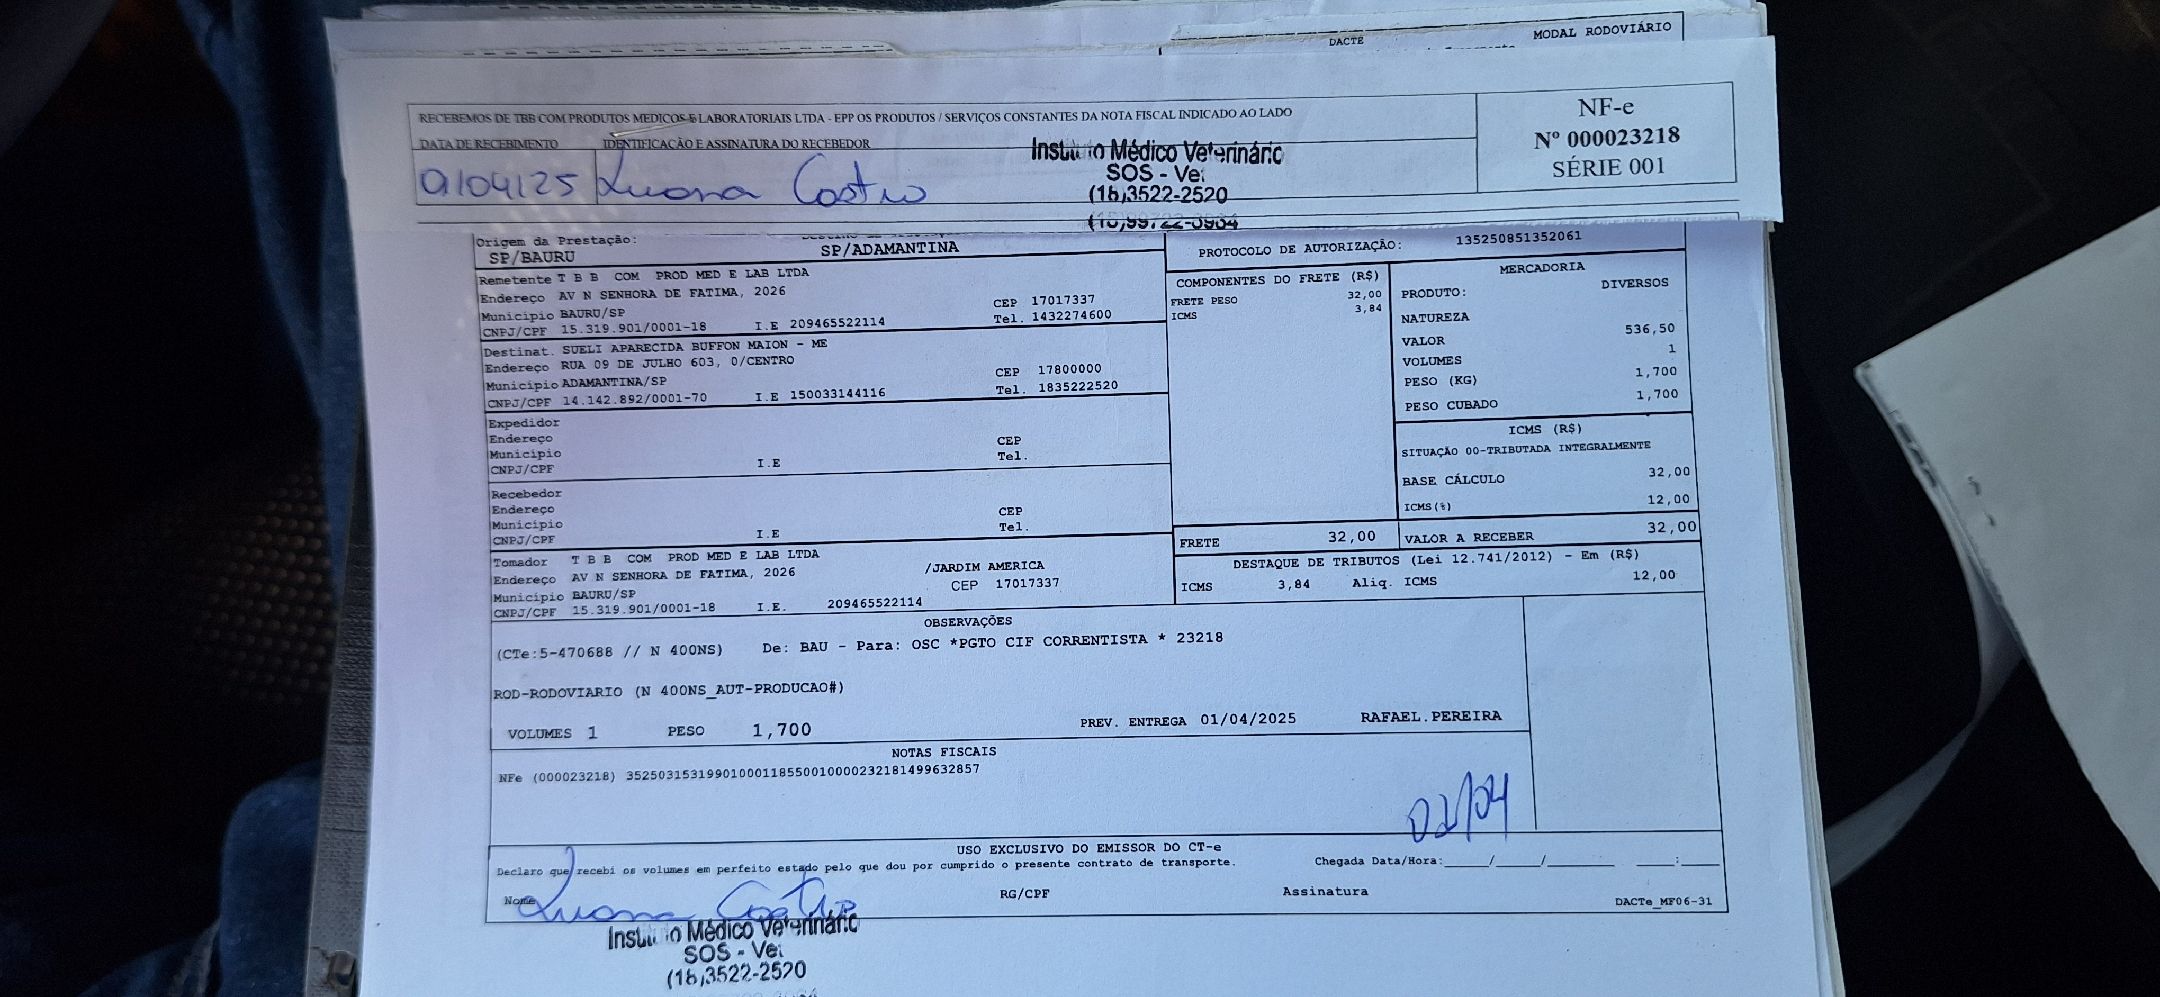 DACTE
MODAL RODOVIÁRIO
RECEBEMOS DE TBB COM PRODUTOS MEDICOS E LABORATORIAIS LTDA - EPP OS PRODUTOS / SERVIÇOS CONSTANTES DA NOTA FISCAL INDICADO AO LADO
DATA DE RECEBIMENTO IDENTIFICAÇÃO E ASSINATURA DO RECEBEDOR
Luana Castro
NF-e
Nº 000023218
SÉRIE 001
Médico Veterinário
SOS - Vet
3522-2520
Origem da Prestação:
SP/BAURU SP/ADAMANTINA
PROTOCOLO DE AUTORIZAÇÃO: 135250851352061
Remetente T B B COM PROD MED E LAB LTDA
Endereço AV N SENHORA DE FATIMA, 2026
Municipio BAURU/SP CEP 17017337
CNPJ/CPF 15.319.901/0001-18 I.E 209465522114 Tel. 1432274600
Destinat. SUELI APARECIDA BUFFON MAION - ME
Endereço RUA 09 DE JULHO 603, 0/CENTRO
Municipio ADAMANTINA/SP CEP 17800000
CNPJ/CPF 14.142.892/0001-70 I.E 150033144116 Tel. 1835222520
Expedidor
Endereço CEP
Municipio Tel.
CNPJ/CPF I.E
Recebedor
Endereço CEP
Municipio Tel.
CNPJ/CPF I.E
Tomador T B B COM PROD MED E LAB LTDA
Endereço AV N SENHORA DE FATIMA, 2026 /JARDIM AMERICA
Municipio BAURU/SP CEP 17017337
CNPJ/CPF 15.319.901/0001-18 I.E. 209465522114
COMPONENTES DO FRETE (R$)
FRETE PESO 32,00
ICMS 3,84
MERCADORIA
PRODUTO: DIVERSOS
NATUREZA
VALOR 536,50
VOLUMES 1
PESO (KG) 1,700
PESO CUBADO 1,700
ICMS (R$)
SITUAÇÃO 00-TRIBUTADA INTEGRALMENTE
BASE CÁLCULO 32,00
ICMS(%) 12,00
FRETE 32,00 VALOR A RECEBER 32,00
DESTAQUE DE TRIBUTOS (Lei 12.741/2012) - Em (R$)
ICMS 3,84 Aliq. ICMS 12,00
OBSERVAÇÕES
(CTe:5-470688 // N 400NS) De: BAU - Para: OSC *PGTO CIF CORRENTISTA * 23218
ROD-RODOVIARIO (N 400NS_AUT-PRODUCAO#)
VOLUMES 1 PESO 1,700 PREV. ENTREGA 01/04/2025 RAFAEL.PEREIRA
NOTAS FISCAIS
NFe (000023218) 35250315319901000118550010000232181499632857
USO EXCLUSIVO DO EMISSOR DO CT-e
Declaro que recebi os volumes em perfeito estado pelo que dou por cumprido o presente contrato de transporte. Chegada Data/Hora:____/____/______ ____:____
Nome Luana Castro RG/CPF Assinatura
DACTe_MF06-31
Médico Veterinário
SOS - Vet
3522-2520